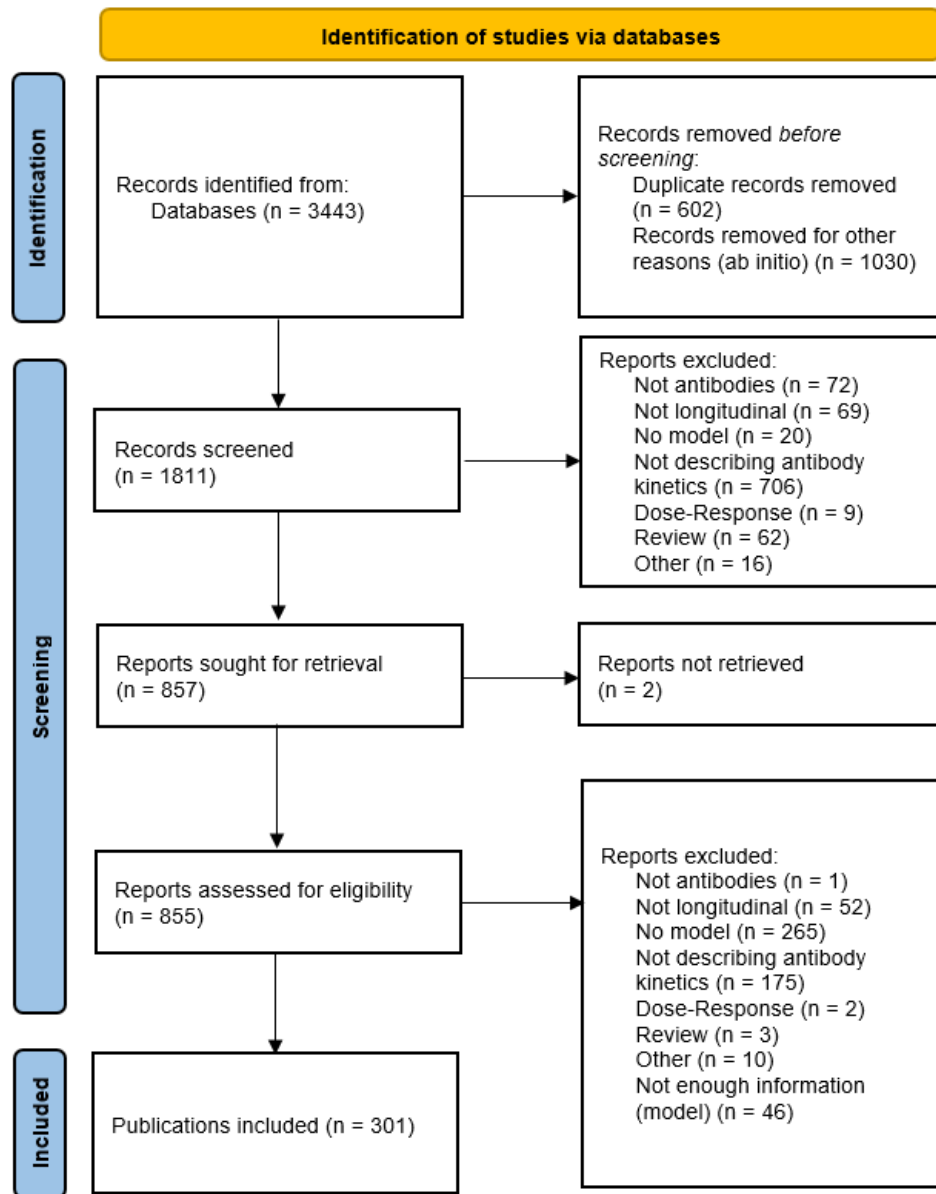 Identification of studies via databases
Identification
Records identified from:
Databases (n = 3443)
Records removed before
screening:
Duplicate records removed
(n = 602)
Records removed for other
reasons (ab initio) (n = 1030)
Screening
Records screened
(n = 1811)
Reports excluded:
Not antibodies (n = 72)
Not longitudinal (n = 69)
No model (n = 20)
Not describing antibody
kinetics (n = 706)
Dose-Response (n = 9)
Review (n = 62)
Other (n = 16)
Reports sought for retrieval
(n = 857)
Reports not retrieved
(n = 2)
Reports assessed for eligibility
(n = 855)
Reports excluded:
Not antibodies (n = 1)
Not longitudinal (n = 52)
No model (n = 265)
Not describing antibody
kinetics (n = 175)
Dose-Response (n = 2)
Review (n = 3)
Other (n = 10)
Not enough information
(model) (n = 46)
Included
Publications included (n = 301)